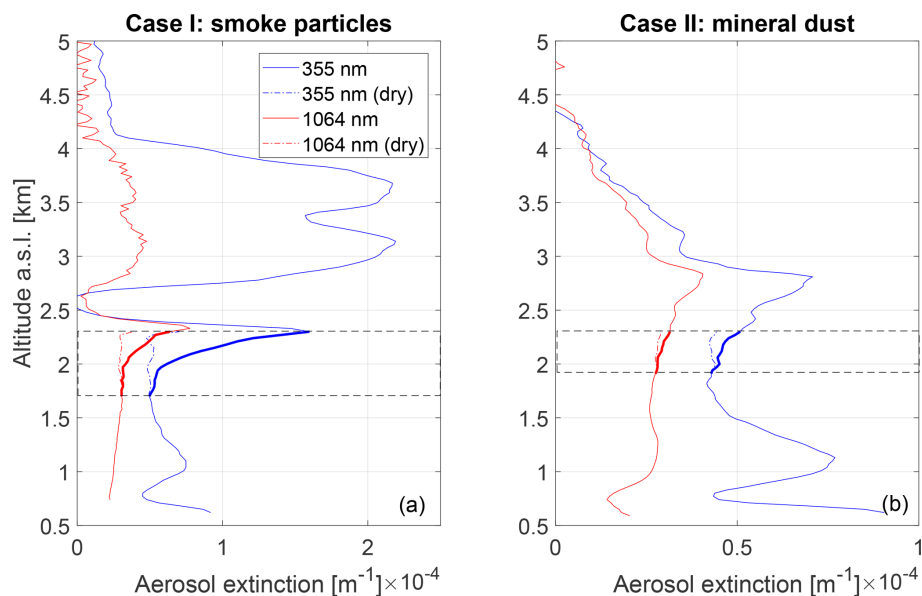 Case I: smoke particles
Case II: mineral dust
5
4.5
4
3.5
3
2.5
2
1.5
1
0.5
Altitude a.s.l. [km]
355 nm
355 nm (dry)
1064 nm
1064 nm (dry)
(a)
0
1
2
Aerosol extinction [m⁻¹]×10⁻⁴
5
4.5
4
3.5
3
2.5
2
1.5
1
0.5
(b)
0
0.5
1
Aerosol extinction [m⁻¹]×10⁻⁴